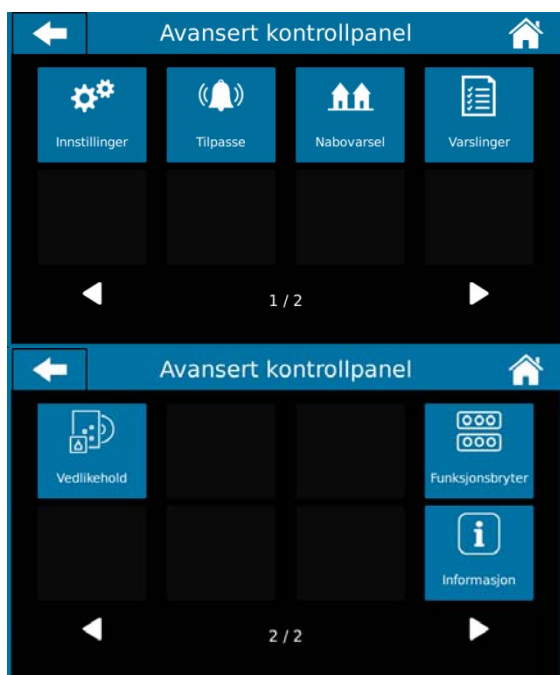 Avansert kontrollpanel
Innstillinger Tilpasse Nabovarsel Varslinger
1 / 2
Avansert kontrollpanel
Vedlikehold Funksjonsbryter
Informasjon
2 / 2